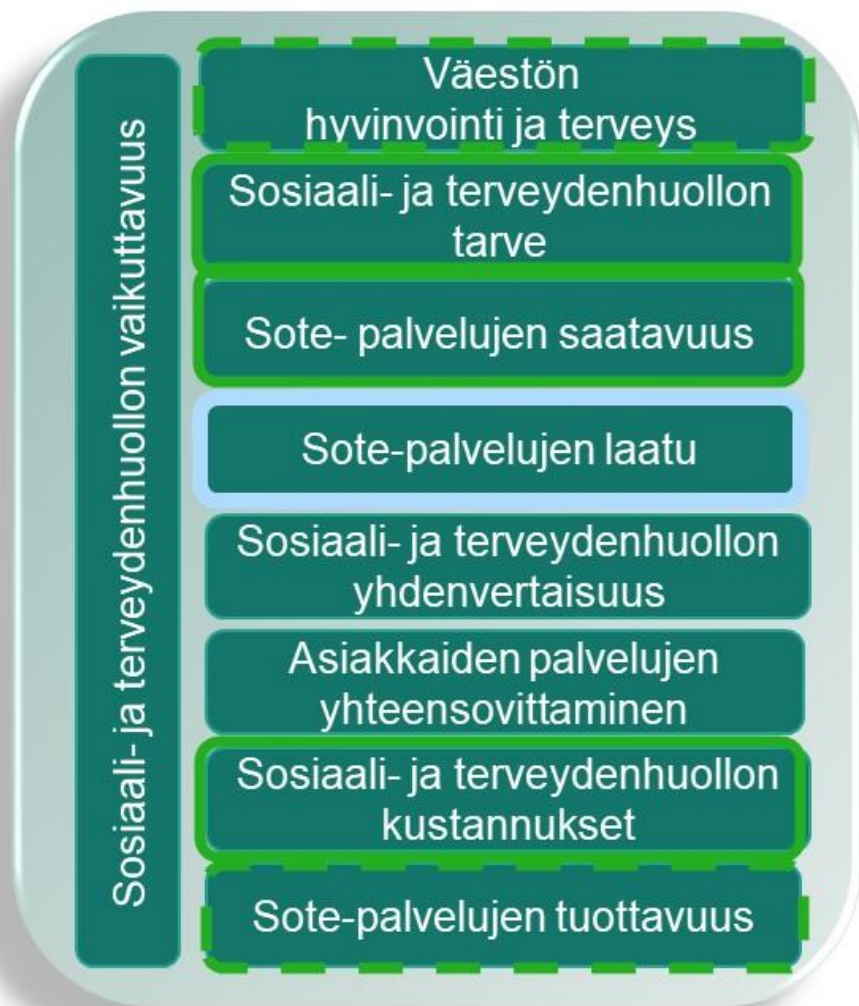 Sosiaali- ja terveydenhuollon vaikuttavuus
Väestön
hyvinvointi ja terveys
Sosiaali- ja terveydenhuollon
tarve
Sote- palvelujen saatavuus
Sote-palvelujen laatu
Sosiaali- ja terveydenhuollon
yhdenvertaisuus
Asiakkaiden palvelujen
yhteensovittaminen
Sosiaali- ja terveydenhuollon
kustannukset
Sote-palvelujen tuottavuus